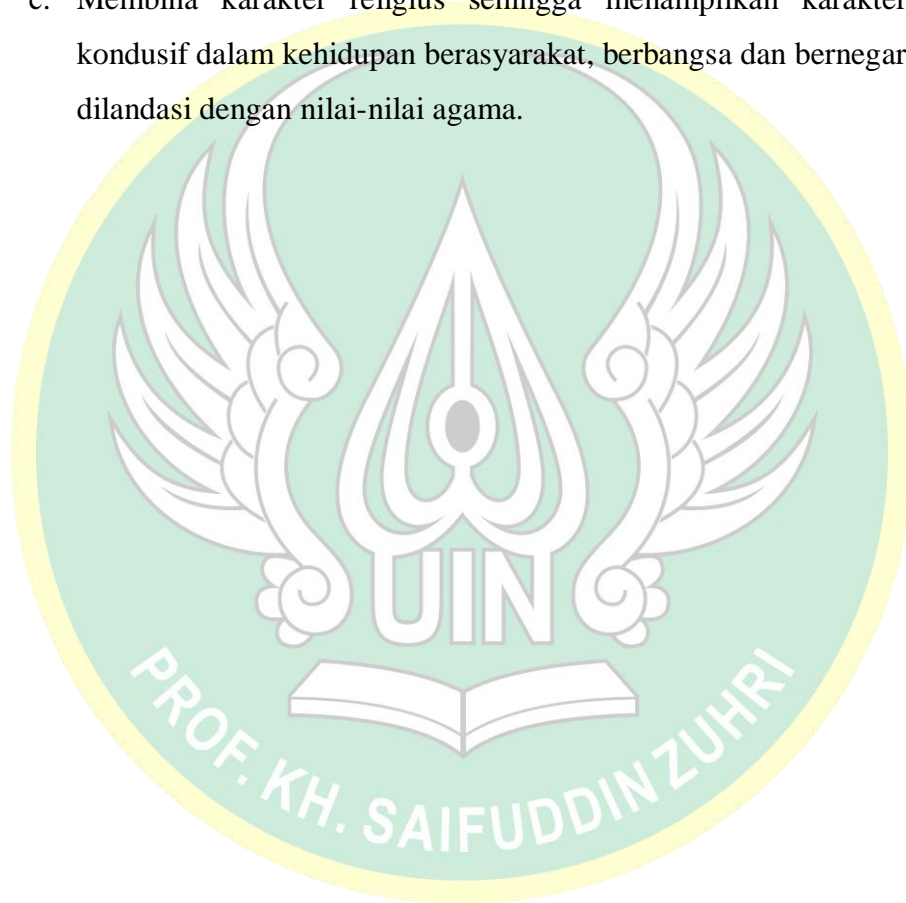 c. Membina karakter religius sehingga menampilkan karakter
kondusif dalam kehidupan berasyarakat, berbangsa dan bernegar
dilandasi dengan nilai-nilai agama.
UIN
PROF. KH. SAIFUDDIN ZUHRI